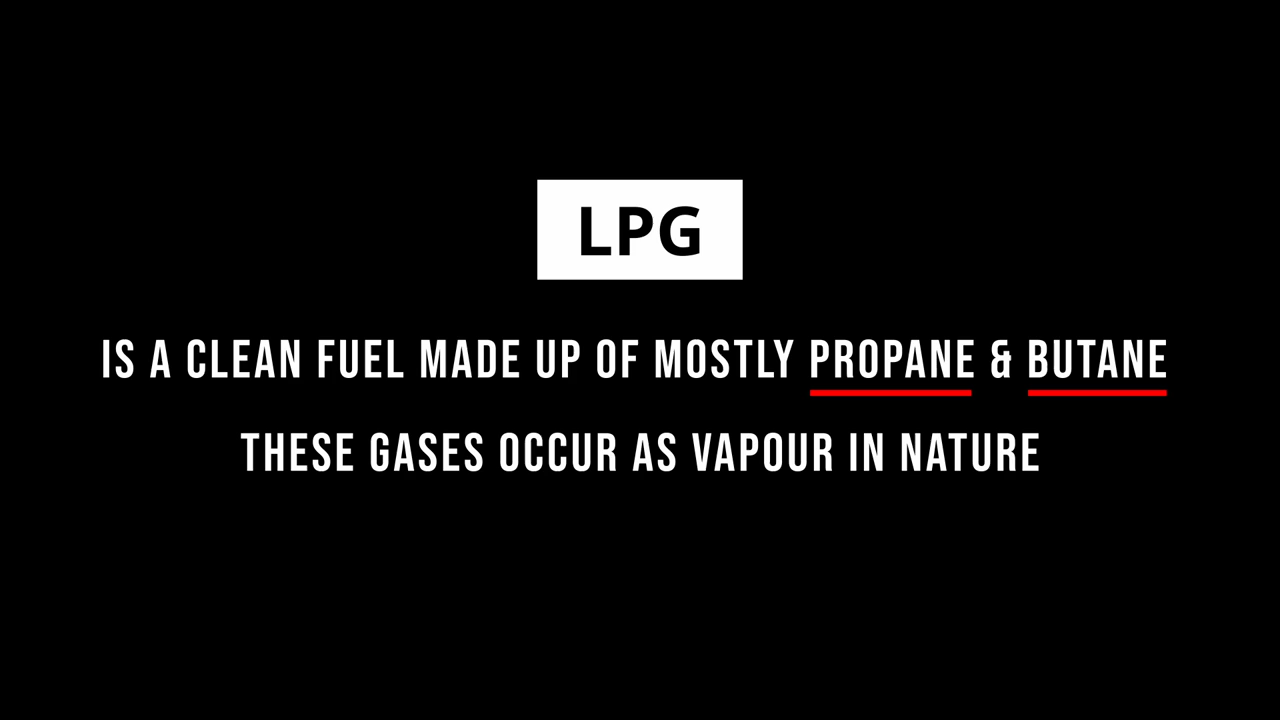 LPG
IS A CLEAN FUEL MADE UP OF MOSTLY PROPANE & BUTANE
THESE GASES OCCUR AS VAPOUR IN NATURE